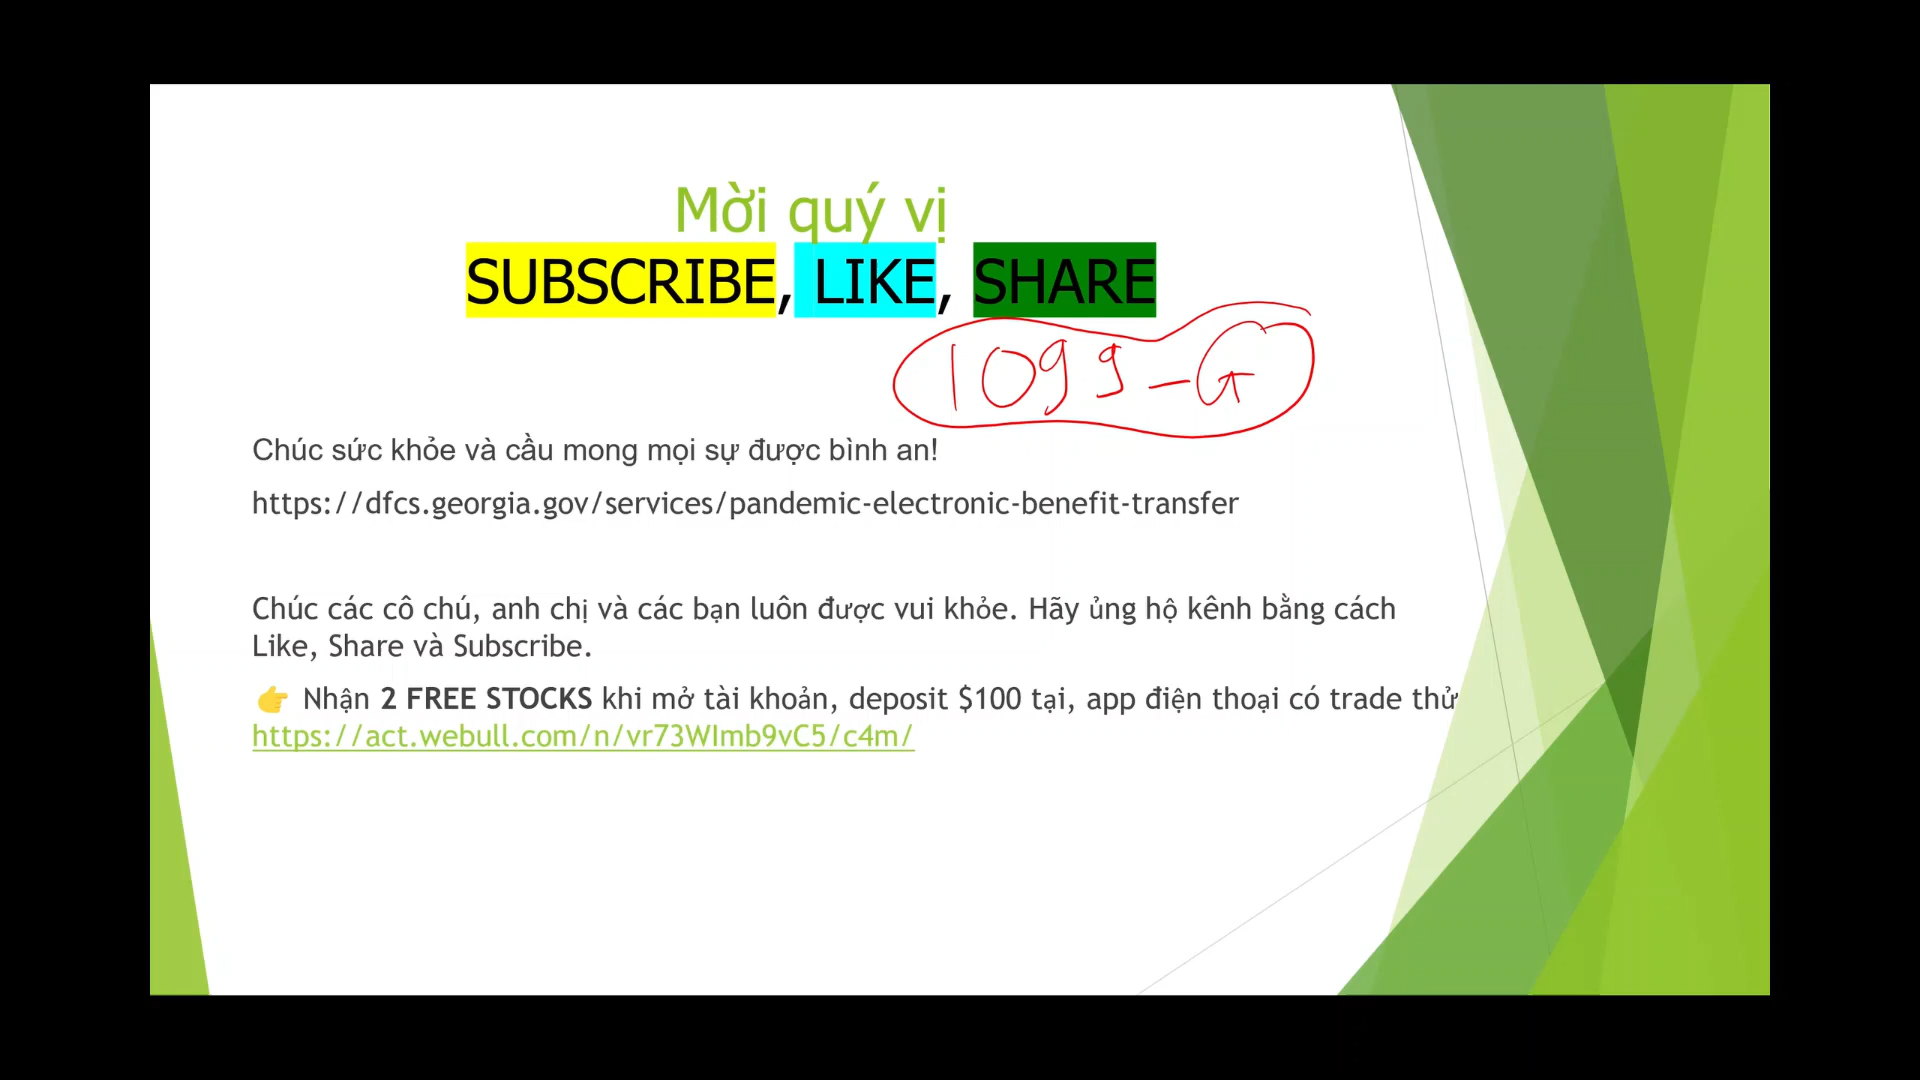 Mời quý vị
SUBSCRIBE, LIKE, SHARE
1099-G
Chúc sức khỏe và cầu mong mọi sự được bình an!
https://dfcs.georgia.gov/services/pandemic-electronic-benefit-transfer
Chúc các cô chú, anh chị và các bạn luôn được vui khỏe. Hãy ủng hộ kênh bằng cách
Like, Share và Subscribe.
👉 Nhận 2 FREE STOCKS khi mở tài khoản, deposit $100 tại, app điện thoại có trade thử
https://act.webull.com/n/vr73WImb9vC5/c4m/